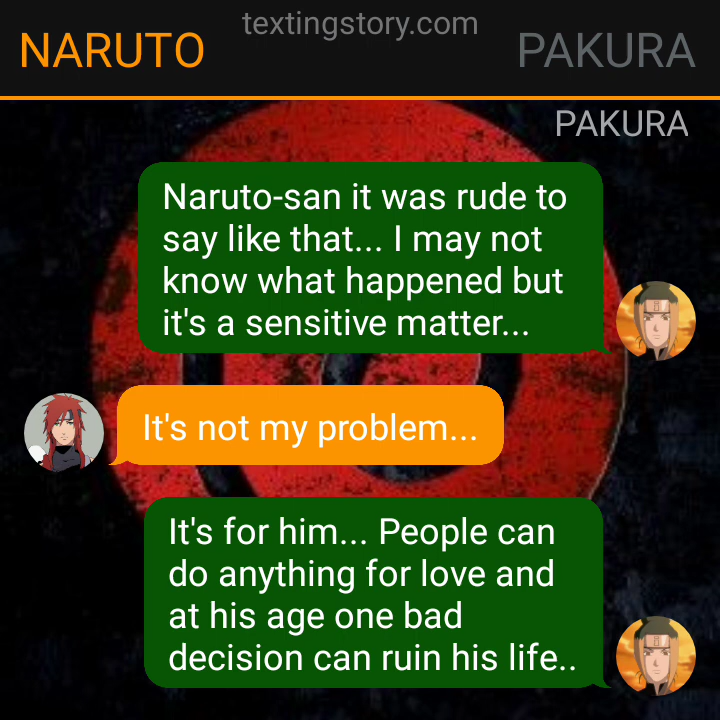 textingstory.com
NARUTO
PAKURA
PAKURA
Naruto-san it was rude to
say like that... I may not
know what happened but
it's a sensitive matter...
It's not my problem...
It's for him... People can
do anything for love and
at his age one bad
decision can ruin his life..